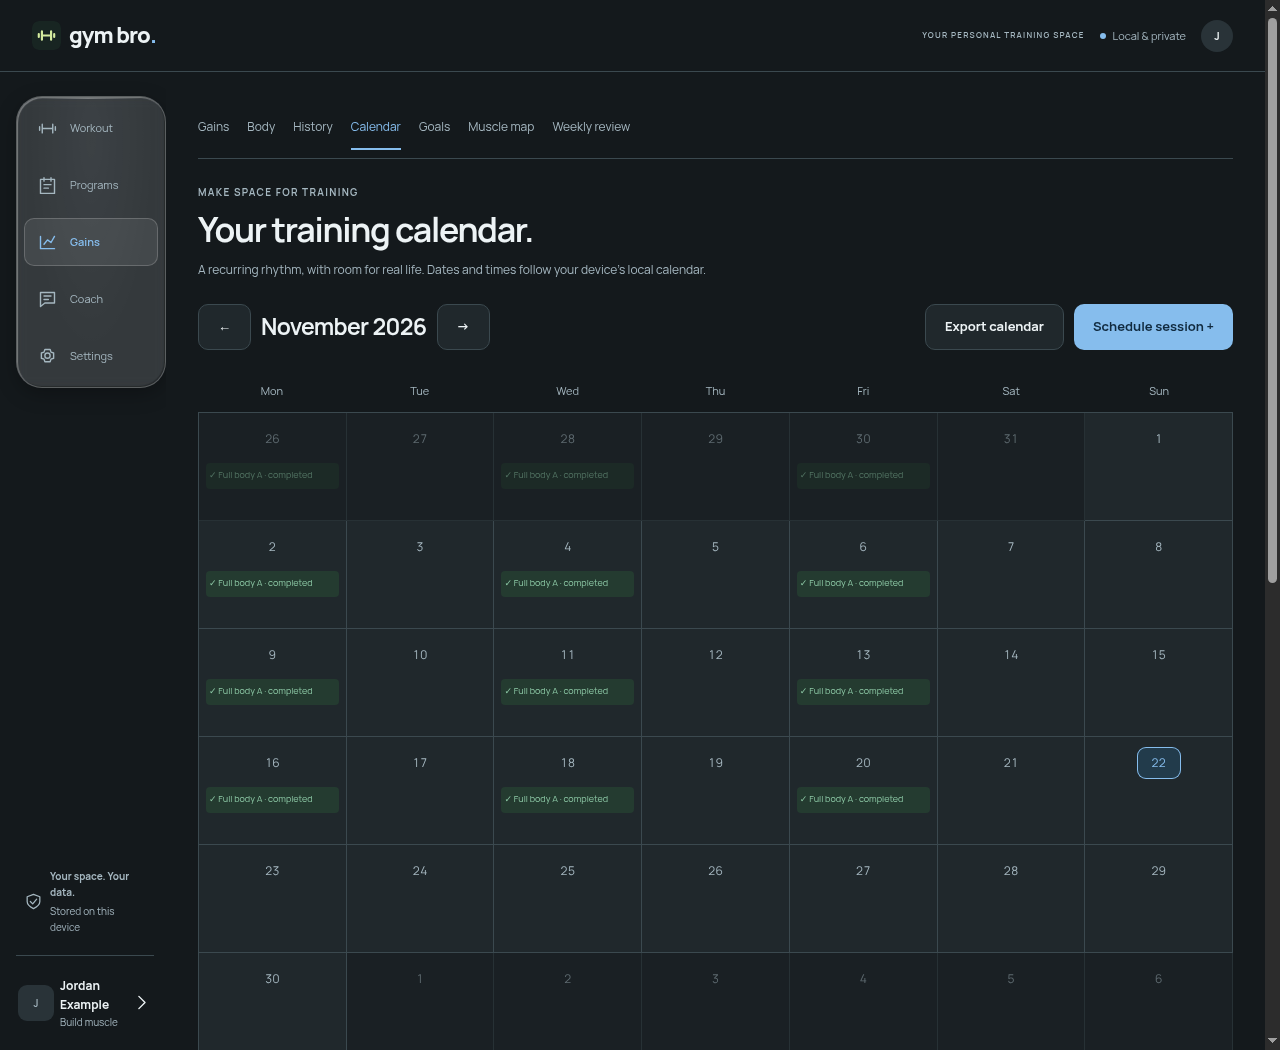 gym bro.
YOUR PERSONAL TRAINING SPACE
Local & private
J
Workout
Programs
Gains
Coach
Settings
Your space. Your
data.
Stored on this
device
J
Jordan
Example
Build muscle
Gains Body History Calendar Goals Muscle map Weekly review
MAKE SPACE FOR TRAINING
Your training calendar.
A recurring rhythm, with room for real life. Dates and times follow your device's local calendar.
← November 2026 →
Export calendar
Schedule session +
Mon Tue Wed Thu Fri Sat Sun
26 27 28 29 30 31 1
✓ Full body A · completed ✓ Full body A · completed ✓ Full body A · completed
2 3 4 5 6 7 8
✓ Full body A · completed ✓ Full body A · completed ✓ Full body A · completed
9 10 11 12 13 14 15
✓ Full body A · completed ✓ Full body A · completed ✓ Full body A · completed
16 17 18 19 20 21 22
✓ Full body A · completed ✓ Full body A · completed ✓ Full body A · completed
23 24 25 26 27 28 29
30 1 2 3 4 5 6